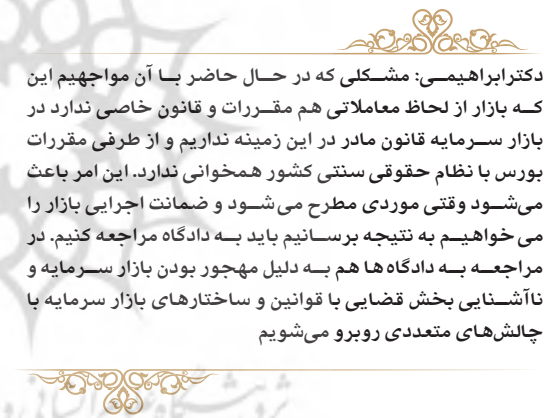 دکترابراهیمی: مشکلی که در حال حاضر با آن مواجهیم این
که بازار از لحاظ معاملاتی هم مقررات و قانون خاصی ندارد در
بازار سرمایه قانون مادر در این زمینه نداریم و از طرفی مقررات
بورس با نظام حقوقی سنتی کشور همخوانی ندارد. این امر باعث
می‌شود وقتی موردی مطرح می‌شود و ضمانت اجرایی بازار را
می‌خواهیم به نتیجه برسانیم باید به دادگاه مراجعه کنیم. در
مراجعه به دادگاه‌ها هم به دلیل مهجور بودن بازار سرمایه و
ناآشنایی بخش قضایی با قوانین و ساختارهای بازار سرمایه با
چالش‌های متعددی روبرو می‌شویم